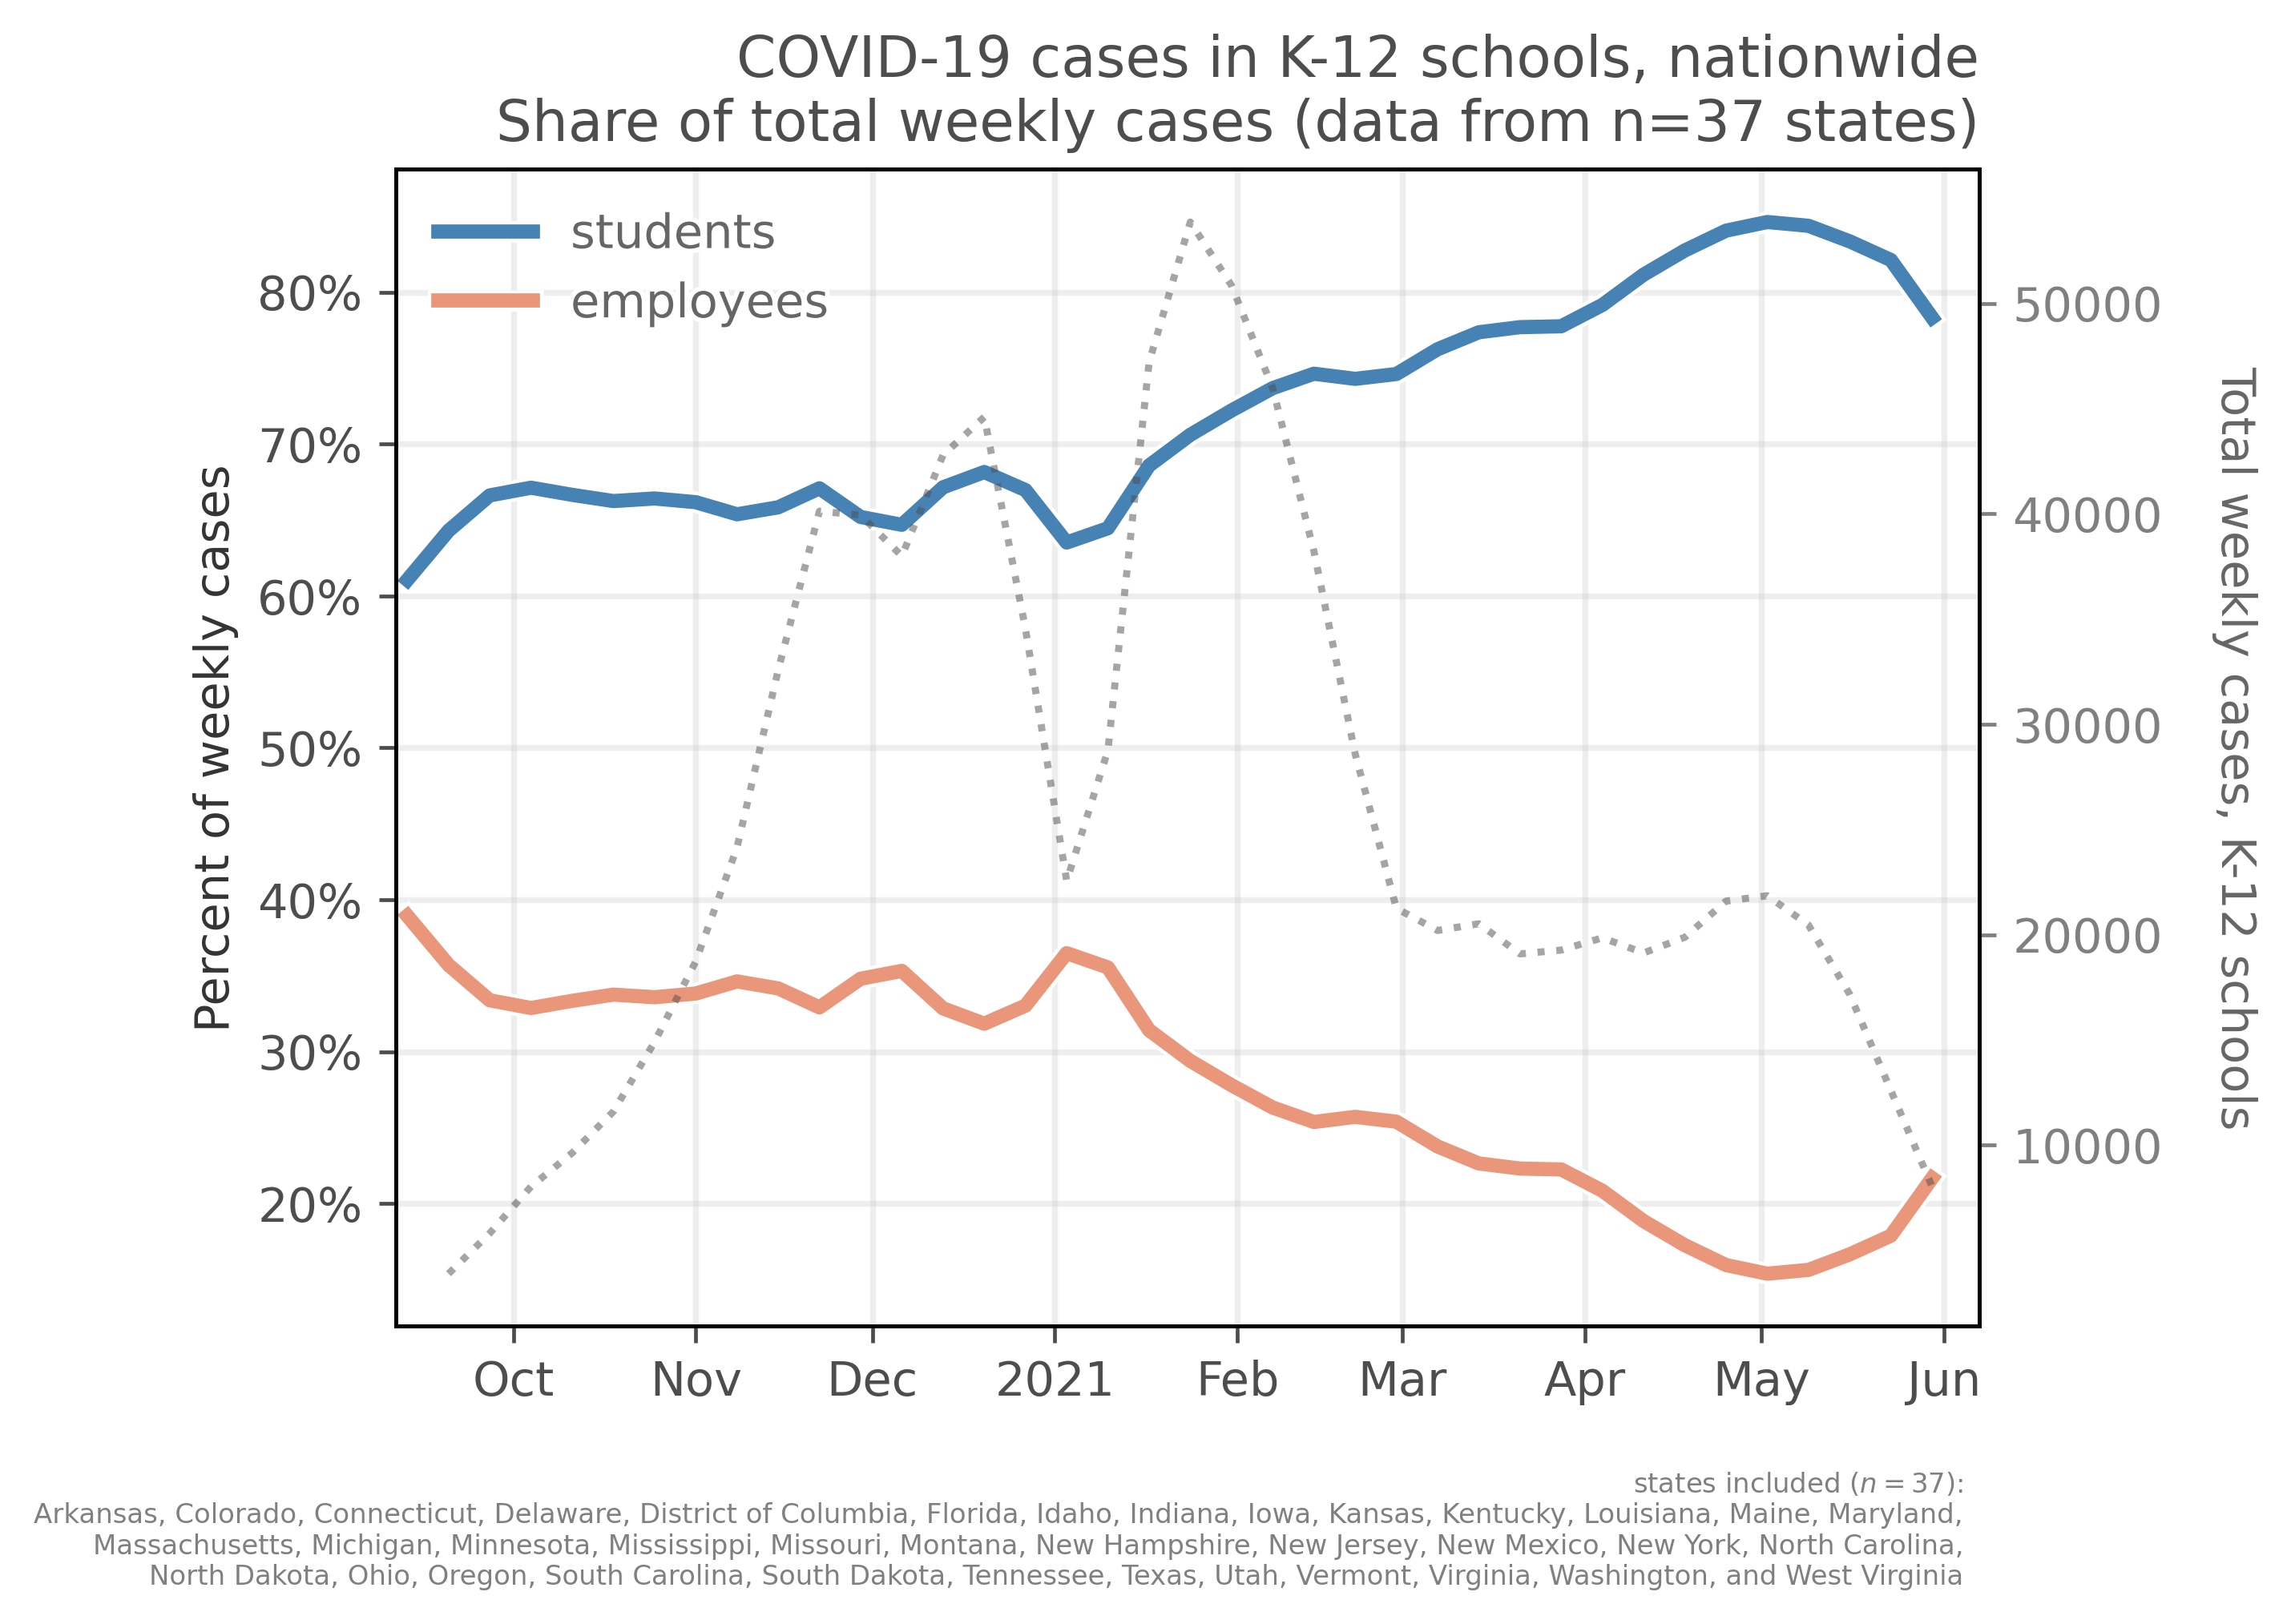 COVID-19 cases in K-12 schools, nationwide
Share of total weekly cases (data from n=37 states)
students
employees
Percent of weekly cases
80%
70%
60%
50%
40%
30%
20%
50000
40000
30000
20000
10000
Total weekly cases, K-12 schools
Oct Nov Dec 2021 Feb Mar Apr May Jun
states included (n = 37):
Arkansas, Colorado, Connecticut, Delaware, District of Columbia, Florida, Idaho, Indiana, Iowa, Kansas, Kentucky, Louisiana, Maine, Maryland,
Massachusetts, Michigan, Minnesota, Mississippi, Missouri, Montana, New Hampshire, New Jersey, New Mexico, New York, North Carolina,
North Dakota, Ohio, Oregon, South Carolina, South Dakota, Tennessee, Texas, Utah, Vermont, Virginia, Washington, and West Virginia